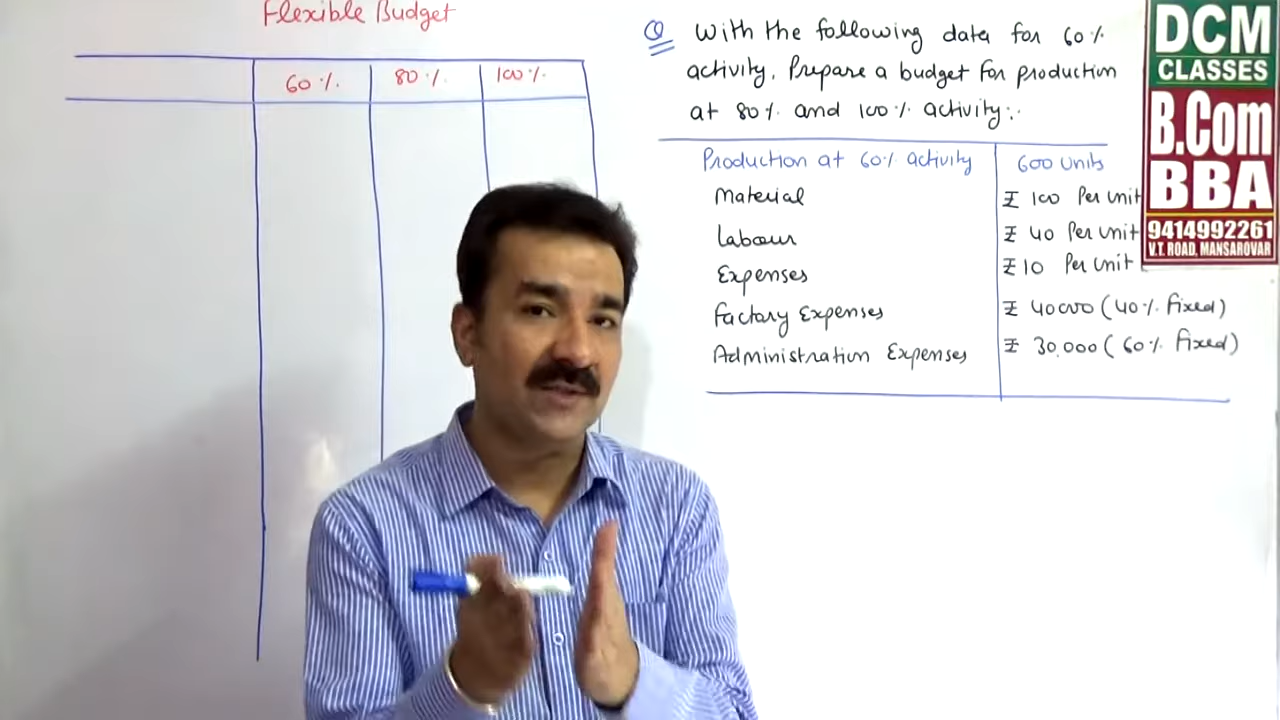 Flexible Budget
60% 80% 100%
Q With the following data for 60%
activity. Prepare a budget for production
at 80% and 100% activity:.
Production at 60% activity 600 Units
Material ₹ 100 Per unit
Labour ₹ 40 Per unit
Expenses ₹ 10 Per unit
Factory Expenses ₹ 40000 (40% fixed)
Administration Expenses ₹ 30,000 (60% fixed)
DCM
CLASSES
B.Com
BBA
9414992261
V.T. ROAD, MANSAROVAR